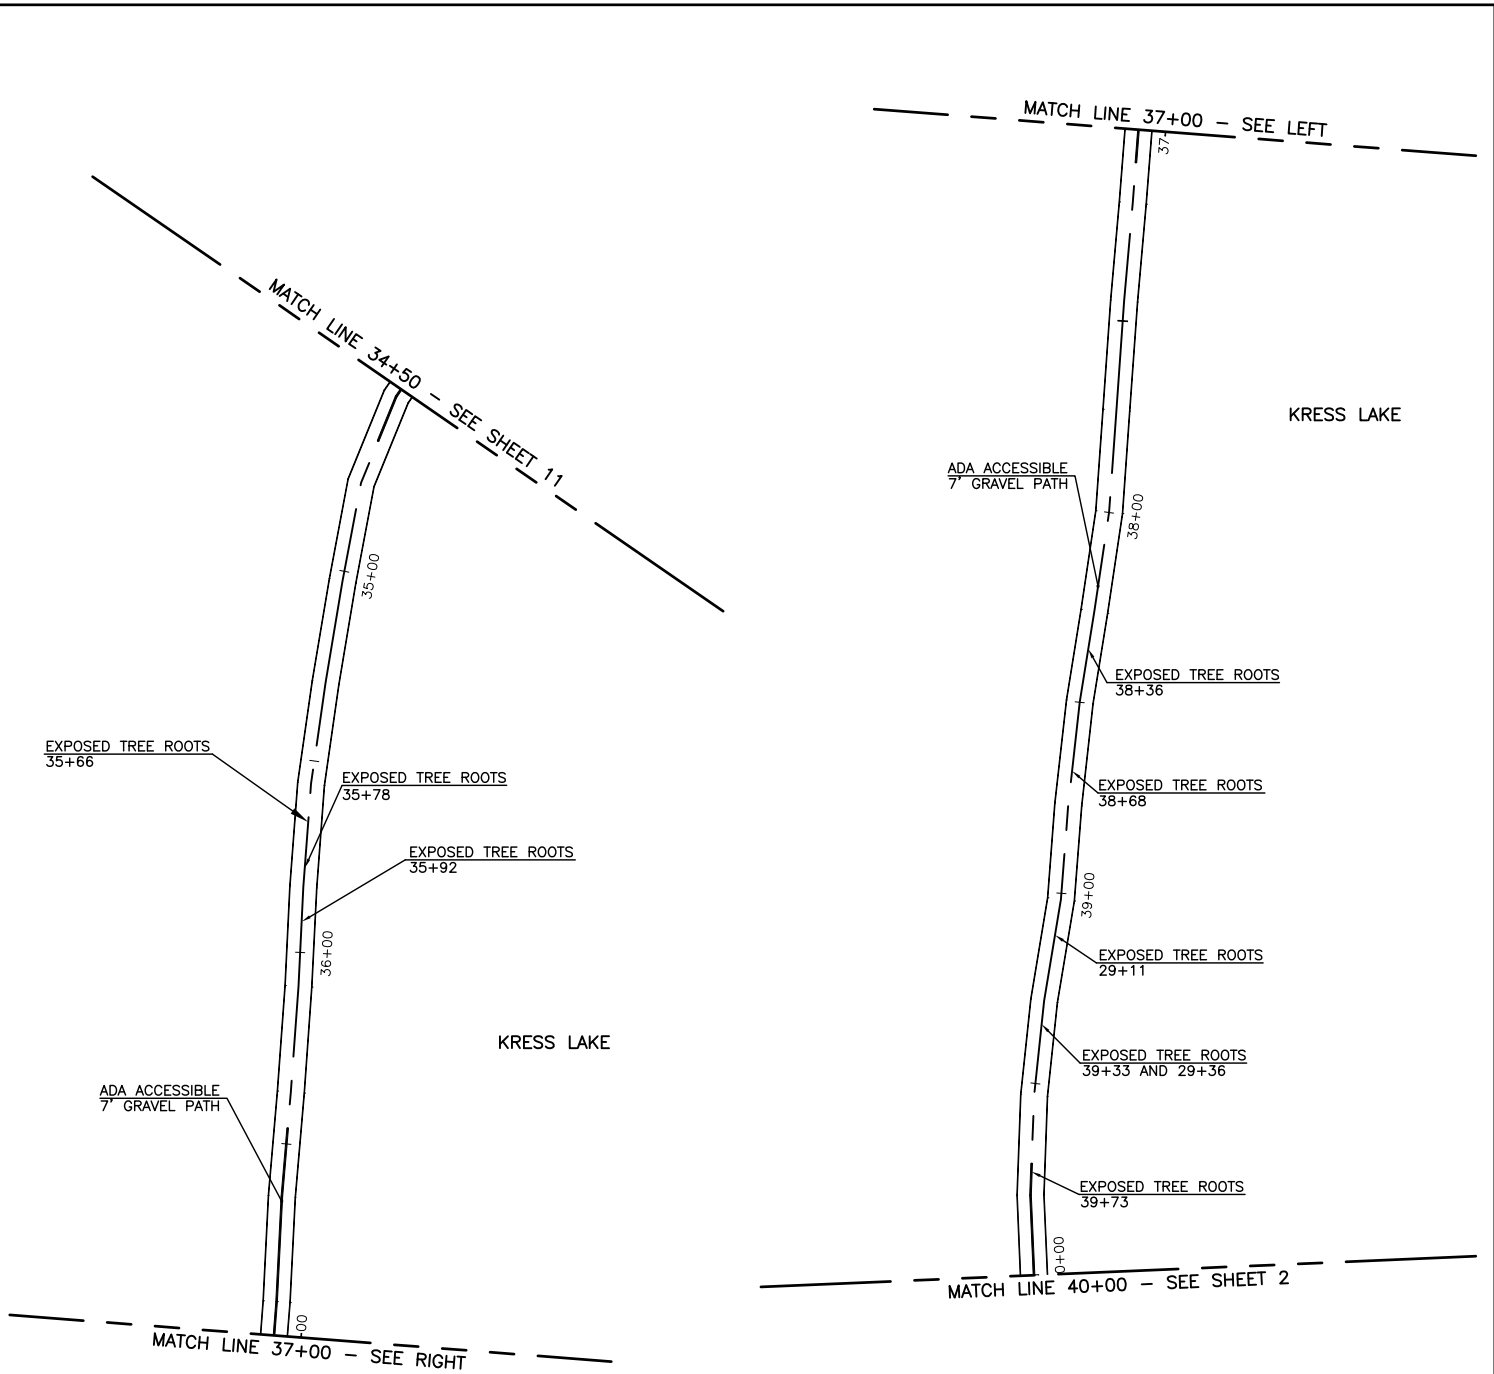 MATCH LINE 34+50 - SEE SHEET 11
35+00
EXPOSED TREE ROOTS
35+66
EXPOSED TREE ROOTS
35+78
EXPOSED TREE ROOTS
35+92
36+00
KRESS LAKE
ADA ACCESSIBLE
7' GRAVEL PATH
00
MATCH LINE 37+00 - SEE RIGHT
MATCH LINE 37+00 - SEE LEFT
37
KRESS LAKE
ADA ACCESSIBLE
7' GRAVEL PATH
38+00
EXPOSED TREE ROOTS
38+36
EXPOSED TREE ROOTS
38+68
39+00
EXPOSED TREE ROOTS
29+11
EXPOSED TREE ROOTS
39+33 AND 29+36
EXPOSED TREE ROOTS
39+73
0+00
MATCH LINE 40+00 - SEE SHEET 2